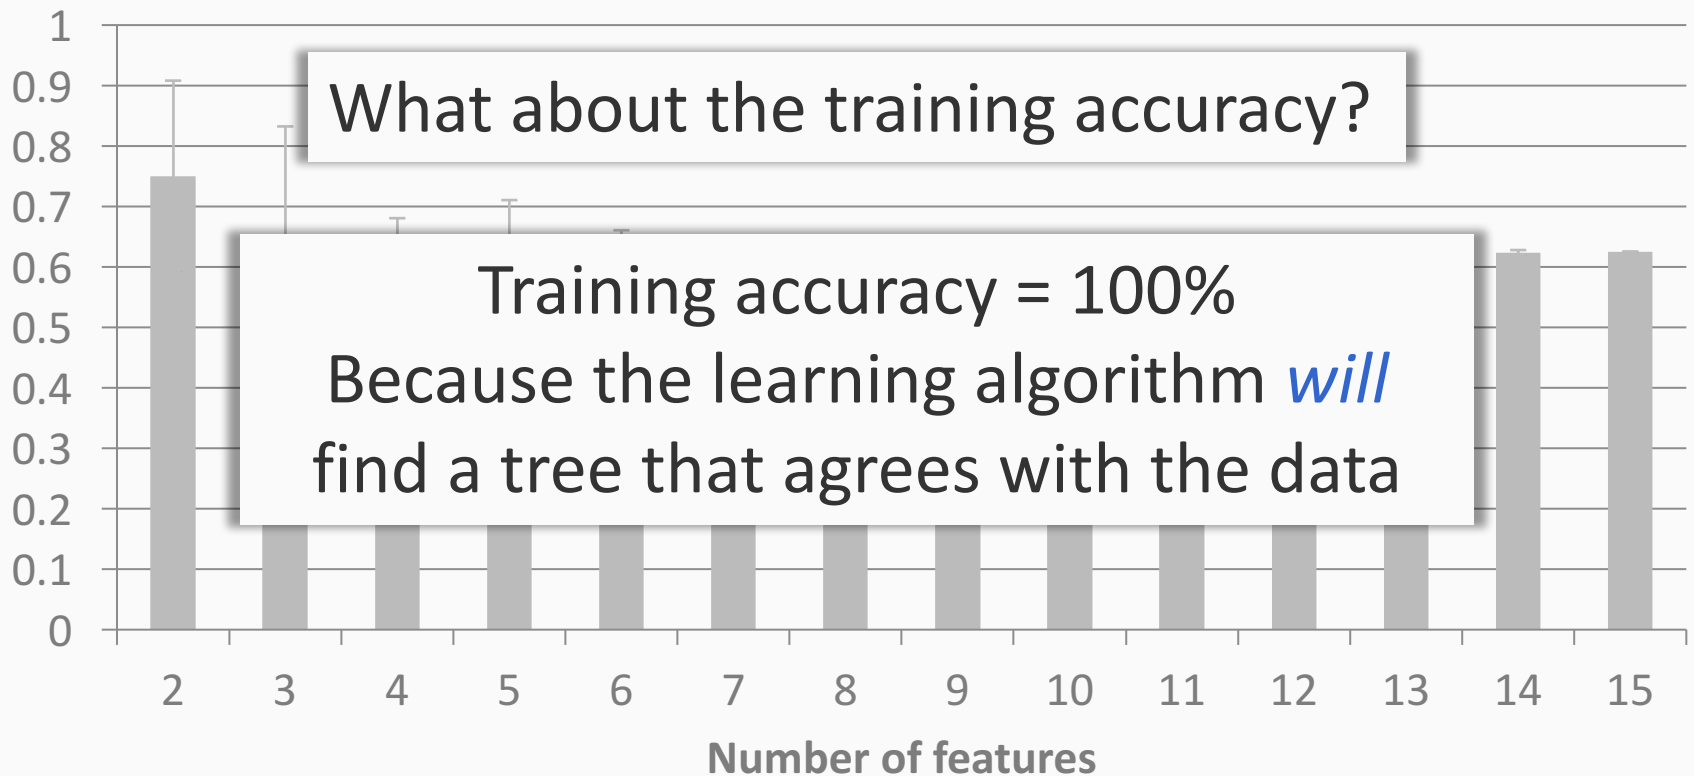 1
0.9
0.8
0.7
0.6
0.5
0.4
0.3
0.2
0.1
0
What about the training accuracy?
Training accuracy = 100%
Because the learning algorithm will
find a tree that agrees with the data
2 3 4 5 6 7 8 9 10 11 12 13 14 15
Number of features